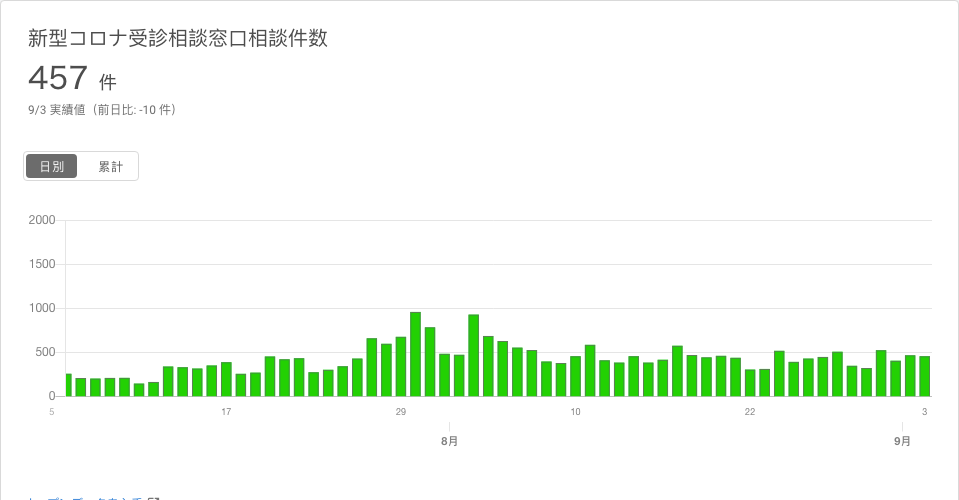 新型コロナ受診相談窓口相談件数
457 件
9/3 実績値（前日比: -10 件）
日別 累計
2000
1500
1000
500
0
5 17 29 10 22 3
8月 9月